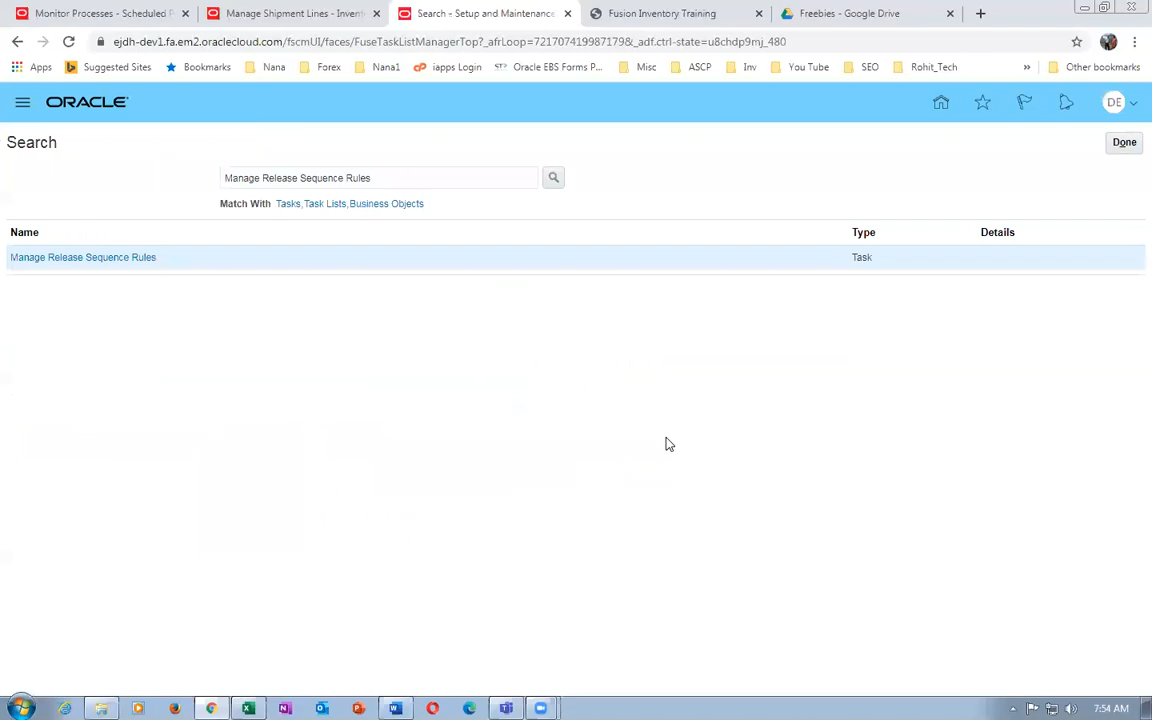 Monitor Processes - Scheduled P
Manage Shipment Lines - Invent
Search - Setup and Maintenance
Fusion Inventory Training
Freebies - Google Drive
ejdh-dev1.fa.em2.oraclecloud.com/fscmUI/faces/FuseTaskListManagerTop?_afrLoop=7217074198717 9&_adf.ctrl-state=u8chdp9mj_480
Apps
Suggested Sites
Bookmarks
Nana
Forex
Nana1
iapps Login
Oracle EBS Forms P...
Misc
ASCP
Inv
You Tube
SEO
Rohit_Tech
»
Other bookmarks
ORACLE
DE
Search
Done
Manage Release Sequence Rules
Match With Tasks,Task Lists,Business Objects
Name Type Details
Manage Release Sequence Rules Task
7:54 AM